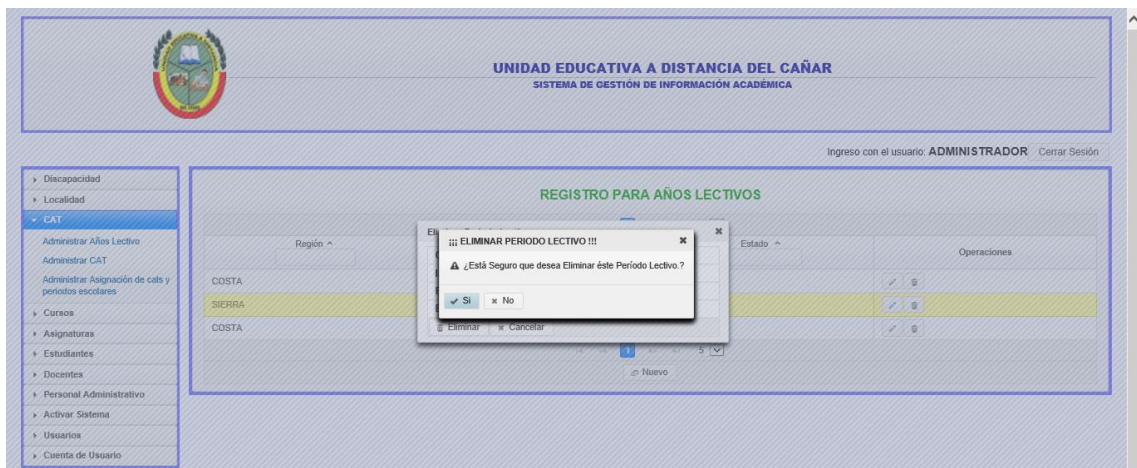 UNIDAD EDUCATIVA A DISTANCIA DEL CAÑAR
SISTEMA DE GESTIÓN DE INFORMACIÓN ACADÉMICA
Ingreso con el usuario: ADMINISTRADOR Cerrar Sesión
Discapacidad
Localidad
CAT
Administrar Años Lectivo
Administrar CAT
Administrar Asignación de cats y
periodos escolares
Cursos
Asignaturas
Estudiantes
Docentes
Personal Administrativo
Activar Sistema
Usuarios
Cuenta de Usuario
REGISTRO PARA AÑOS LECTIVOS
Región Estado Operaciones
COSTA
SIERRA
COSTA
¡¡¡ ELIMINAR PERIODO LECTIVO !!!
¿Está Seguro que desea Eliminar éste Período Lectivo.?
Si No
Eliminar Cancelar
1 5
Nuevo